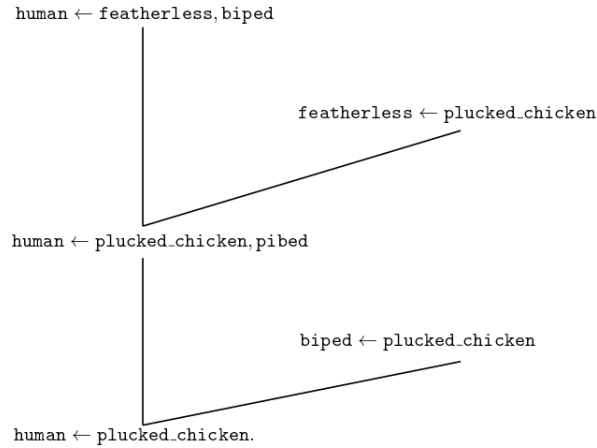 human ← featherless, biped
featherless ← plucked_chicken
human ← plucked_chicken, pibed
biped ← plucked_chicken
human ← plucked_chicken.